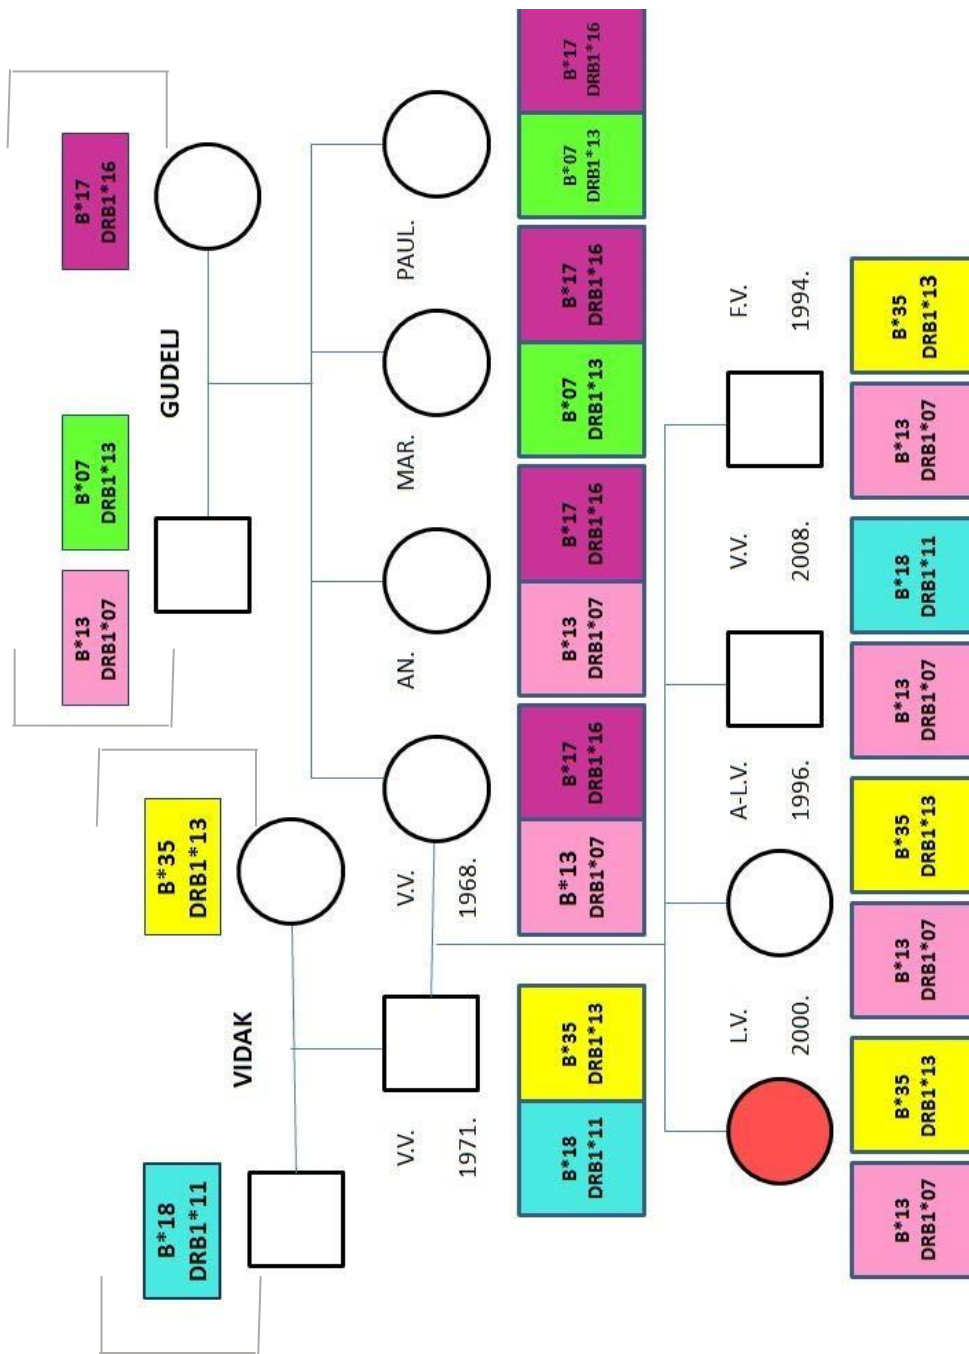 B*13
DRB1*07
B*07
DRB1*13
B*17
DRB1*16
GUDELJ
B*18
DRB1*11
B*35
DRB1*13
VIDAK
V.V.
1971.
V.V.
1968.
AN.
MAR.
PAUL.
B*18
DRB1*11
B*35
DRB1*13
B*13
DRB1*07
B*17
DRB1*16
B*13
DRB1*07
B*17
DRB1*16
B*07
DRB1*13
B*17
DRB1*16
B*07
DRB1*13
B*17
DRB1*16
L.V.
2000.
A-L.V.
1996.
V.V.
2008.
F.V.
1994.
B*13
DRB1*07
B*35
DRB1*13
B*13
DRB1*07
B*35
DRB1*13
B*13
DRB1*07
B*18
DRB1*11
B*13
DRB1*07
B*35
DRB1*13